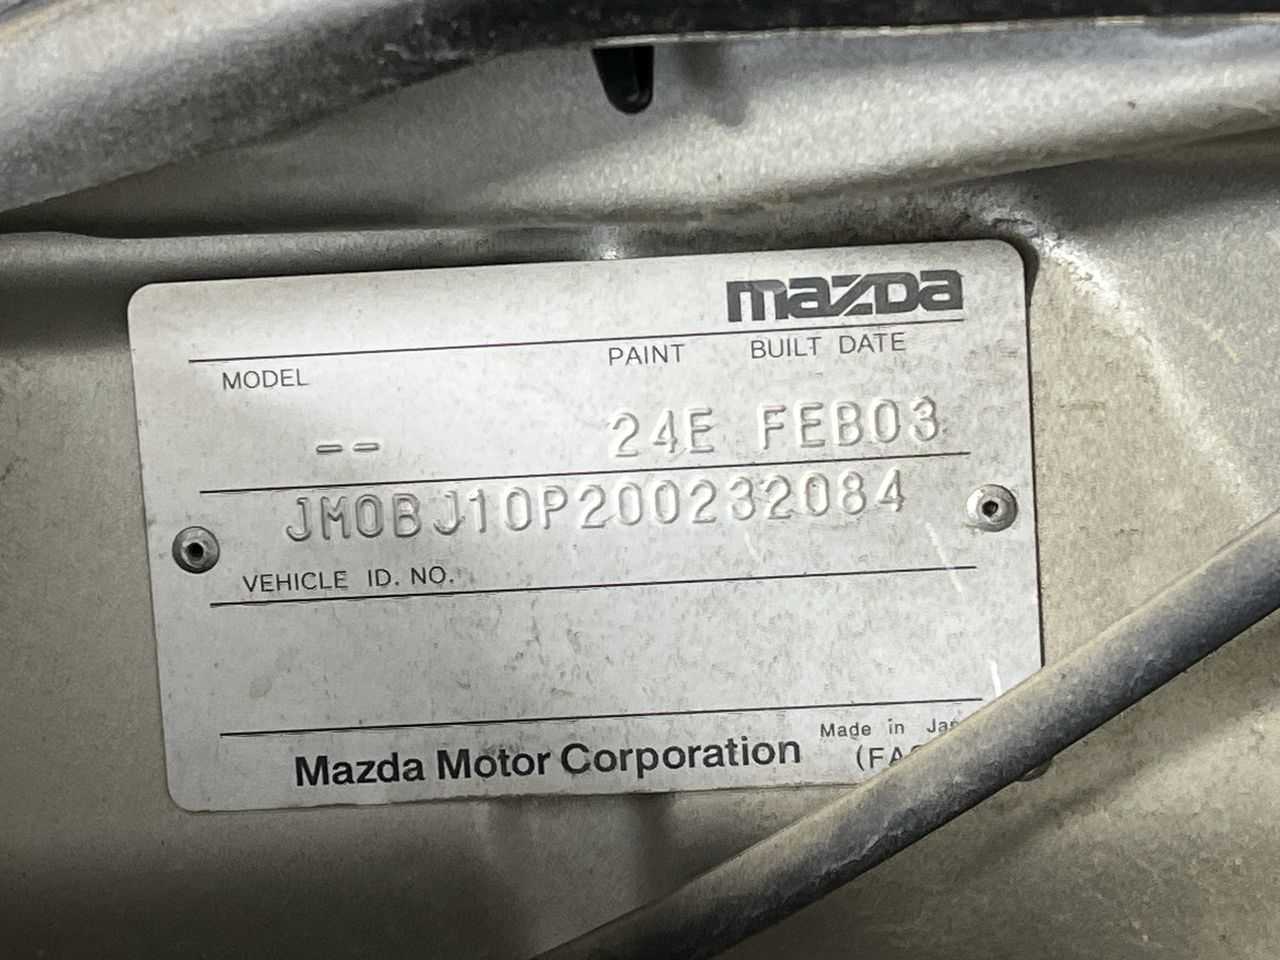 mazda
MODEL PAINT BUILT DATE
-- 24E FEB03
JM0BJ10P200232084
VEHICLE ID. NO.
Mazda Motor Corporation
Made in